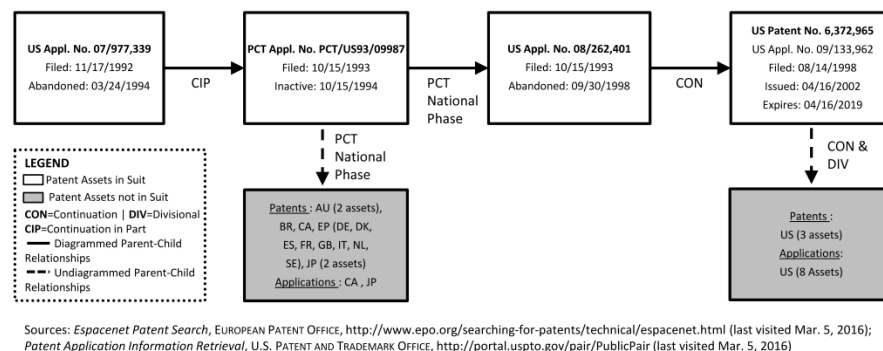 US Appl. No. 07/977,339
Filed: 11/17/1992
Abandoned: 03/24/1994
CIP
PCT Appl. No. PCT/US93/09987
Filed: 10/15/1993
Inactive: 10/15/1994
PCT
National
Phase
US Appl. No. 08/262,401
Filed: 10/15/1993
Abandoned: 09/30/1998
CON
US Patent No. 6,372,965
US Appl. No. 09/133,962
Filed: 08/14/1998
Issued: 04/16/2002
Expires: 04/16/2019
PCT
National
Phase
CON &
DIV
LEGEND
Patent Assets in Suit
Patent Assets not in Suit
CON=Continuation | DIV=Divisional
CIP=Continuation in Part
Diagrammed Parent-Child
Relationships
Undiagrammed Parent-Child
Relationships
Patents : AU (2 assets),
BR, CA, EP (DE, DK,
ES, FR, GB, IT, NL,
SE), JP (2 assets)
Applications : CA , JP
Patents :
US (3 assets)
Applications:
US (8 Assets)
Sources: Espacenet Patent Search, EUROPEAN PATENT OFFICE, http://www.epo.org/searching-for-patents/technical/espacenet.html (last visited Mar. 5, 2016);
Patent Application Information Retrieval, U.S. PATENT AND TRADEMARK OFFICE, http://portal.uspto.gov/pair/PublicPair (last visited Mar. 5, 2016)